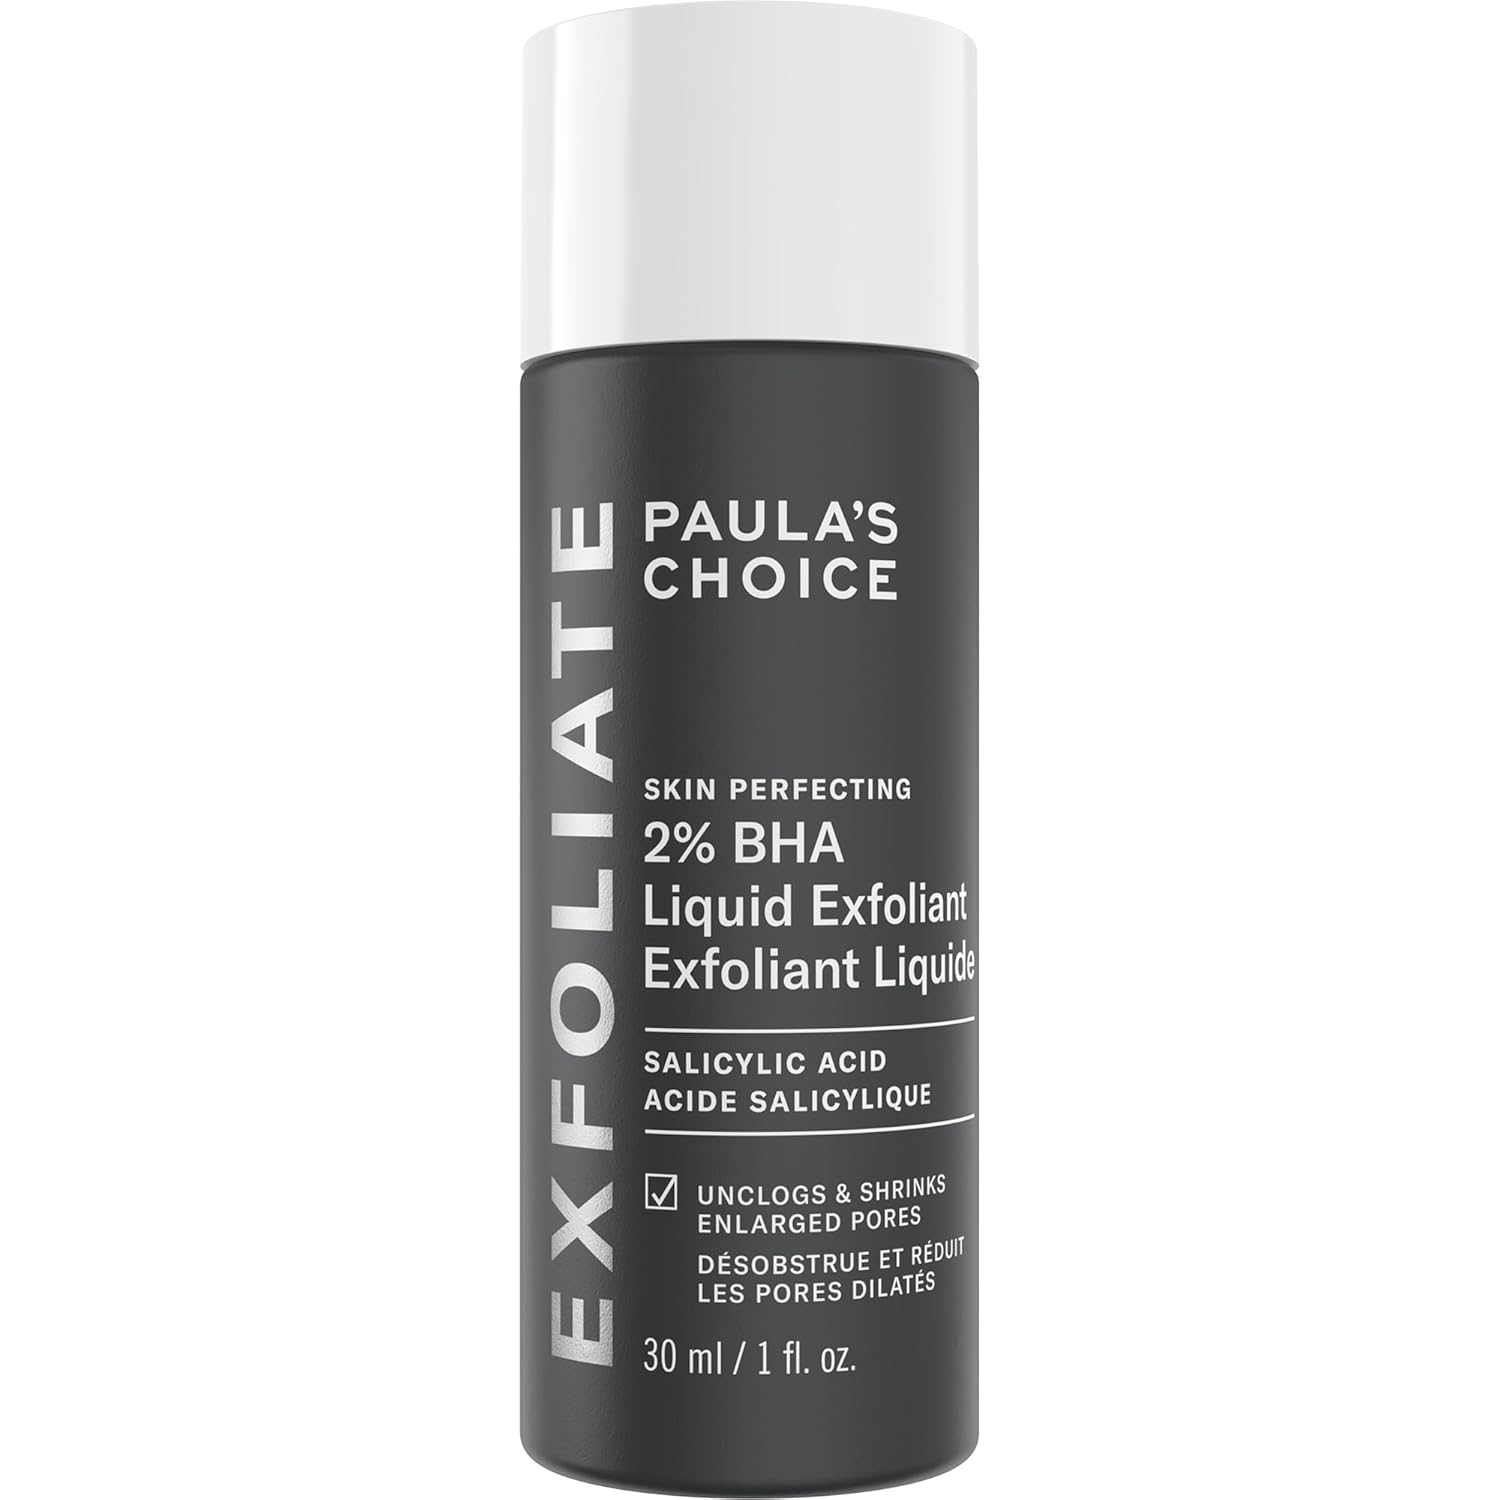 EXFOLIATE
PAULA'S
CHOICE
SKIN PERFECTING
2% BHA
Liquid Exfoliant
Exfoliant Liquide
SALICYLIC ACID
ACIDE SALICYLIQUE
UNCLOGS & SHRINKS
ENLARGED PORES
DÉSOBSTRUE ET RÉDUIT
LES PORES DILATÉS
30 ml / 1 fl. oz.